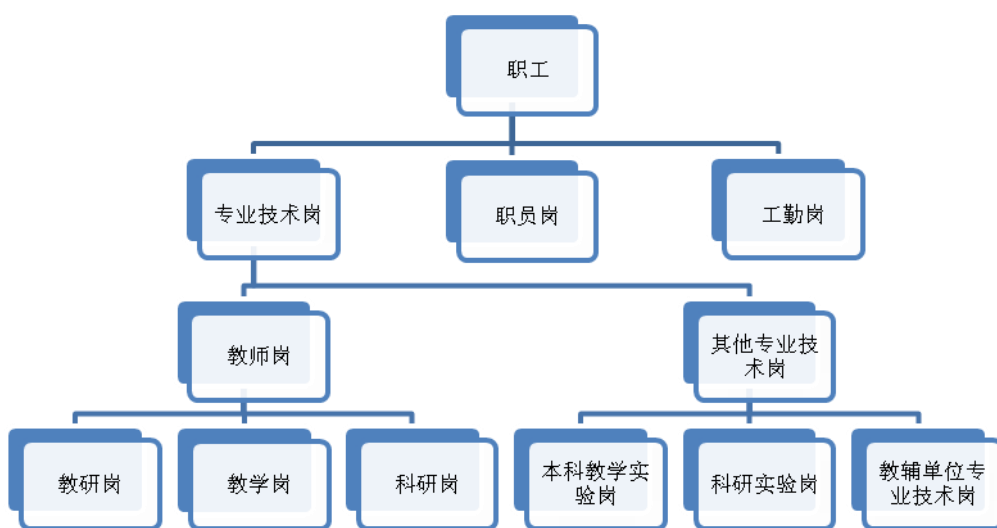 职工
专业技术岗
职员岗
工勤岗
教师岗
其他专业技
术岗
教研岗
教学岗
科研岗
本科教学实
验岗
科研实验岗
教辅单位专
业技术岗